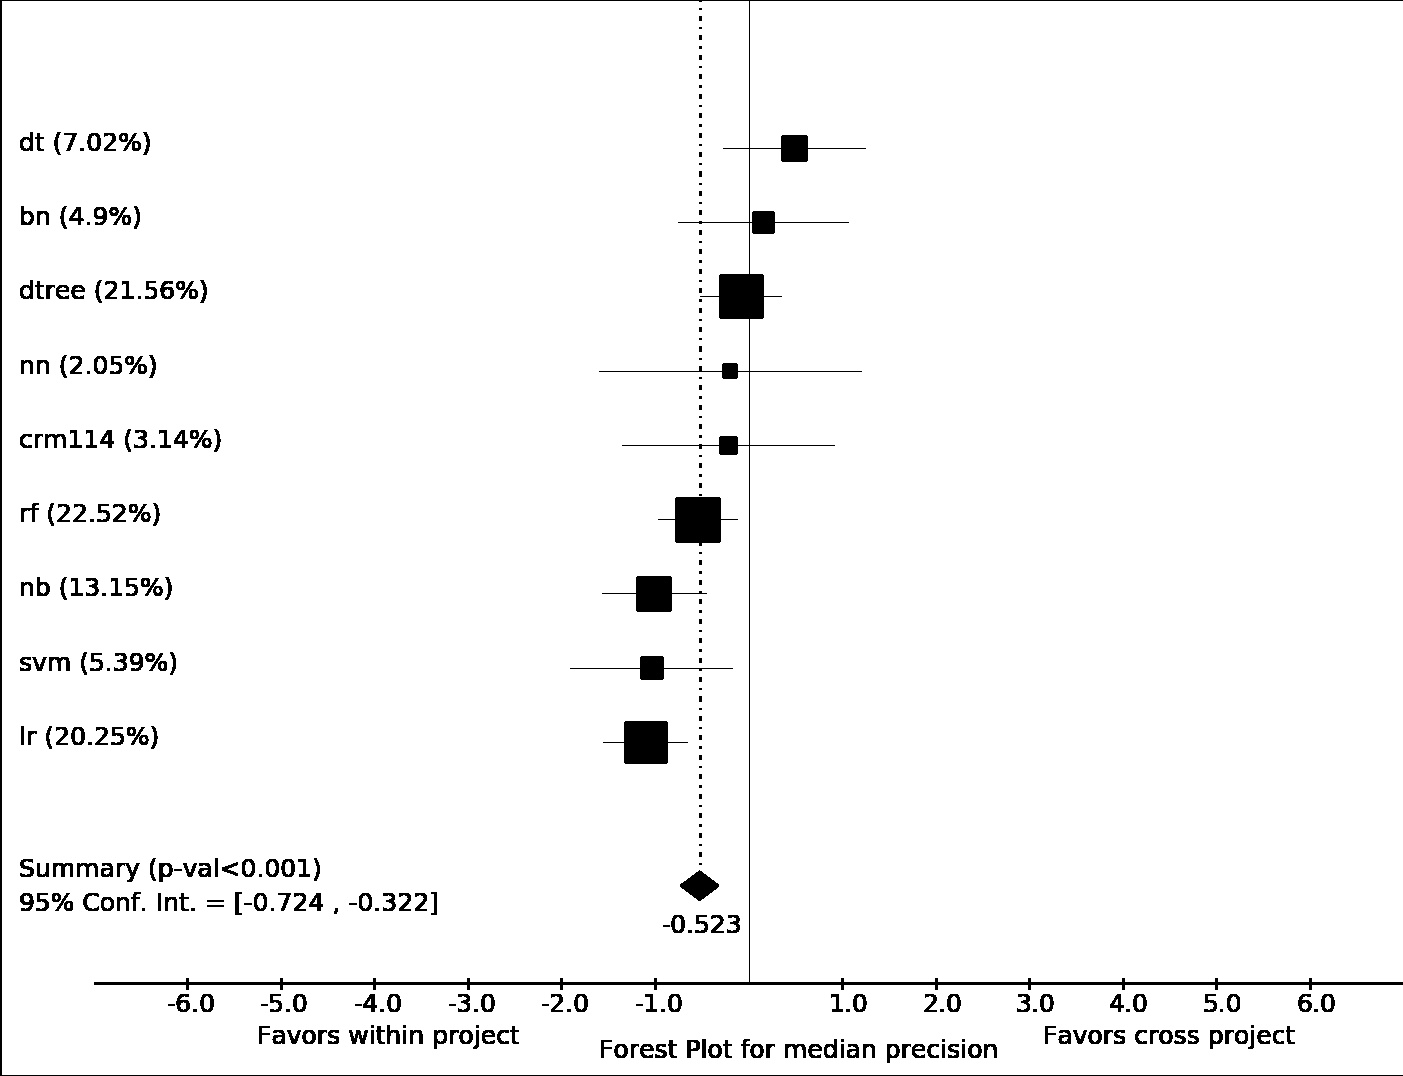 dt (7.02%)
bn (4.9%)
dtree (21.56%)
nn (2.05%)
crm114 (3.14%)
rf (22.52%)
nb (13.15%)
svm (5.39%)
lr (20.25%)
Summary (p-val<0.001)
95% Conf. Int. = [-0.724 , -0.322]
-0.523
-6.0 -5.0 -4.0 -3.0 -2.0 -1.0 1.0 2.0 3.0 4.0 5.0 6.0
Favors within project Favors cross project
Forest Plot for median precision